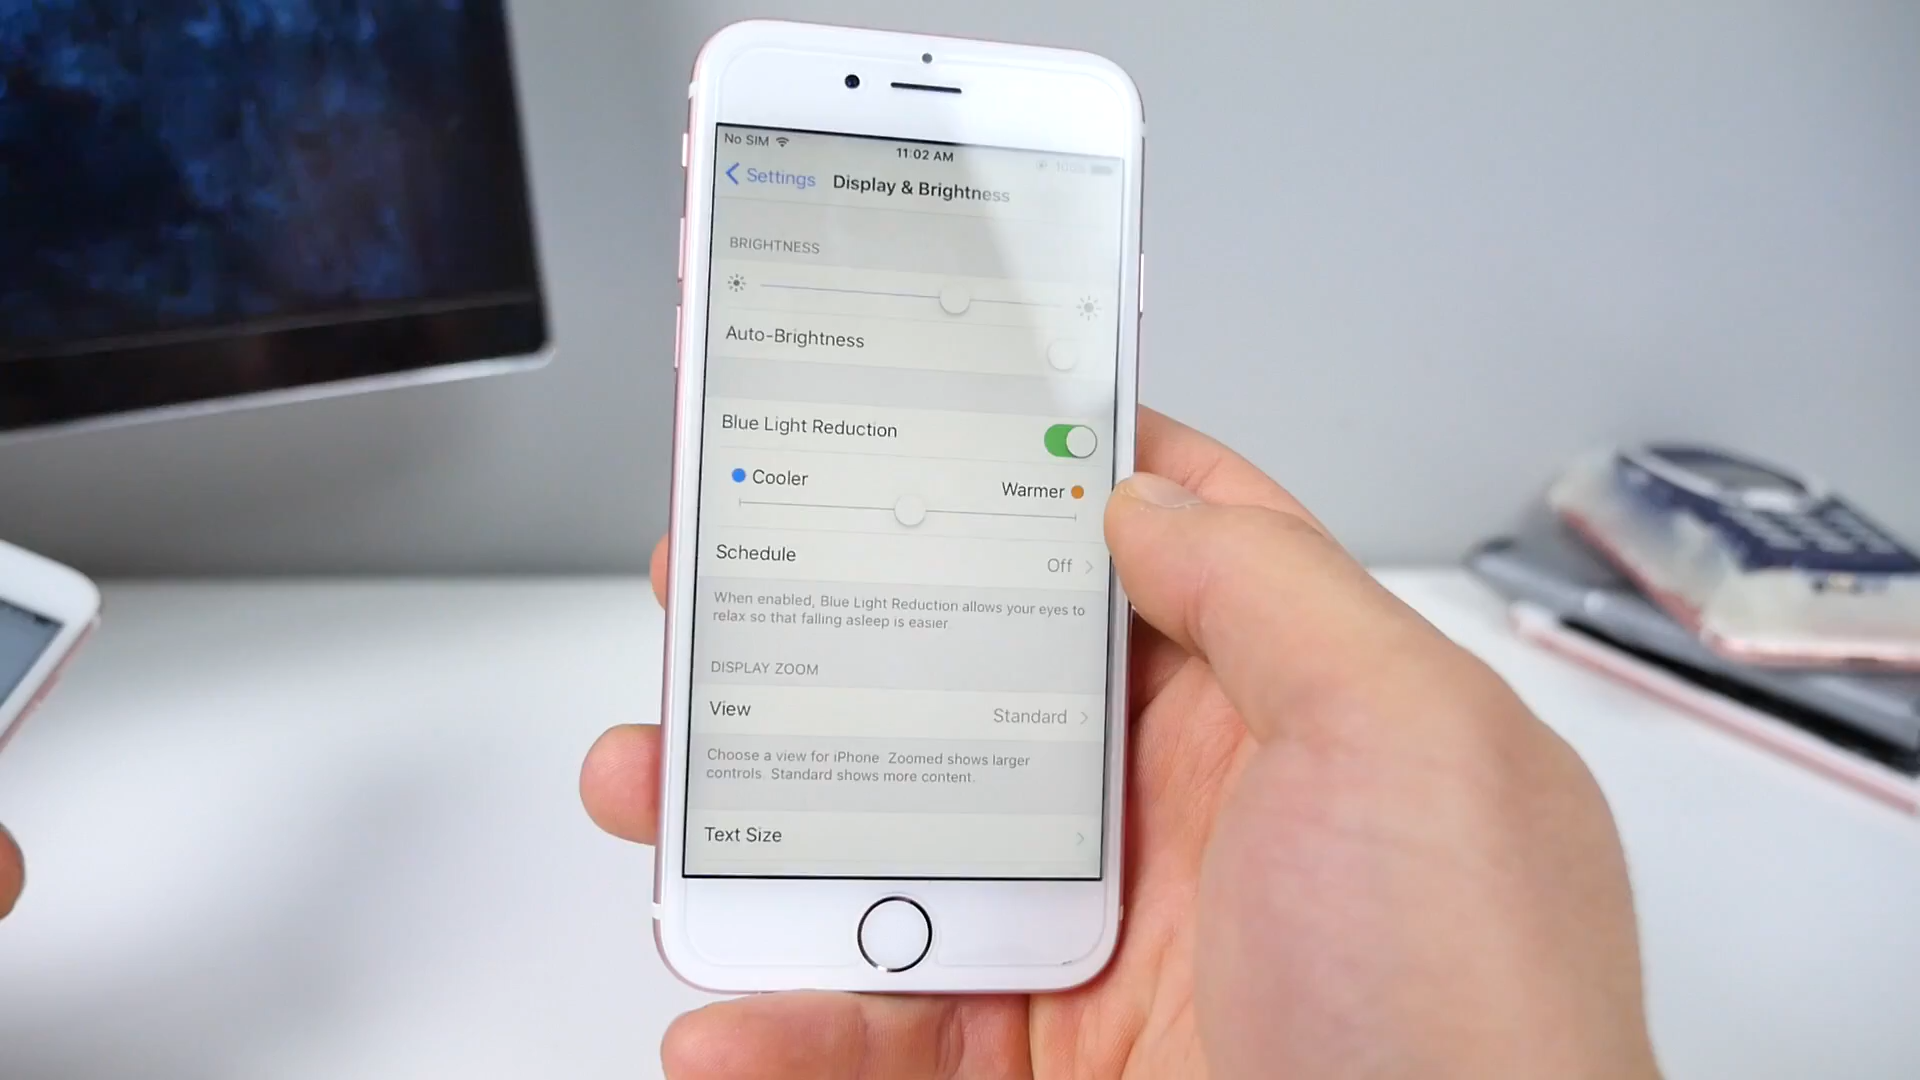 No SIM
11:02 AM
100%
Settings
Display & Brightness
BRIGHTNESS
Auto-Brightness
Blue Light Reduction
Cooler
Warmer
Schedule
Off
When enabled, Blue Light Reduction allows your eyes to
relax so that falling asleep is easier
DISPLAY ZOOM
View
Standard
Choose a view for iPhone Zoomed shows larger
controls. Standard shows more content.
Text Size